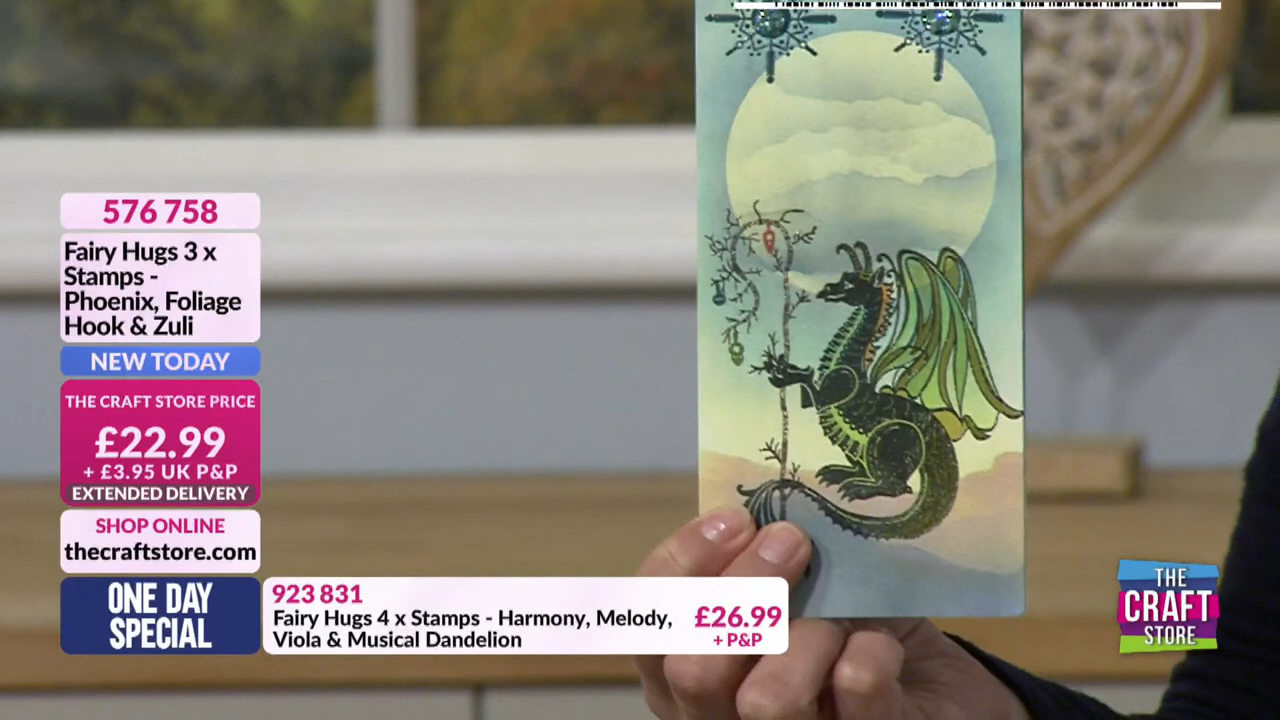 576 758
Fairy Hugs 3 x
Stamps -
Phoenix, Foliage
Hook & Zuli
NEW TODAY
THE CRAFT STORE PRICE
£22.99
+ £3.95 UK P&P
EXTENDED DELIVERY
SHOP ONLINE
thecraftstore.com
ONE DAY
SPECIAL
923 831
Fairy Hugs 4 x Stamps - Harmony, Melody,
Viola & Musical Dandelion
£26.99
+ P&P
THE
CRAFT
STORE